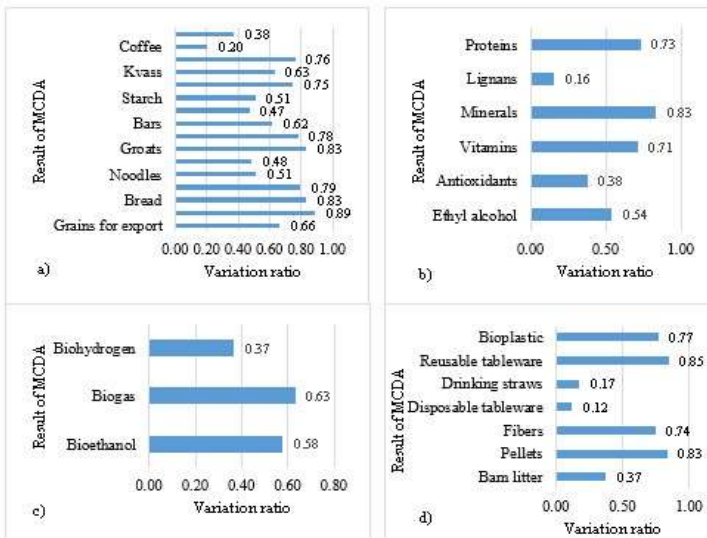 Result of MCDA
0.38
Coffee 0.20
0.76
Kvass 0.63
0.75
Starch 0.51
0.47
Bars 0.62
0.78
Groats 0.83
0.48
Noodles 0.51
0.79
Bread 0.83
0.89
Grains for export 0.66
0.00 0.20 0.40 0.60 0.80 1.00
a) Variation ratio
Result of MCDA
Proteins 0.73
Lignans 0.16
Minerals 0.83
Vitamins 0.71
Antioxidants 0.38
Ethyl alcohol 0.54
0.00 0.50 1.00
b) Variation ratio
Result of MCDA
Biohydrogen 0.37
Biogas 0.63
Bioethanol 0.58
0.00 0.20 0.40 0.60 0.80
c) Variation ratio
Result of MCDA
Bioplastic 0.77
Reusable tableware 0.85
Drinking straws 0.17
Disposable tableware 0.12
Fibers 0.74
Pellets 0.83
Barn litter 0.37
0.00 0.50 1.00
d) Variation ratio